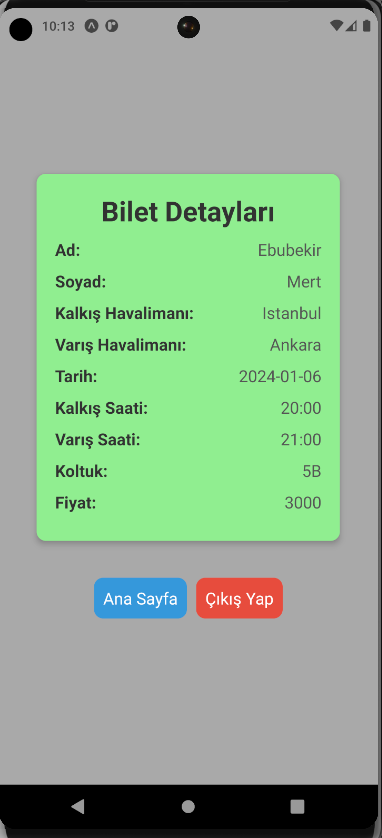 10:13
Bilet Detayları
Ad: Ebubekir
Soyad: Mert
Kalkış Havalimanı: Istanbul
Varış Havalimanı: Ankara
Tarih: 2024-01-06
Kalkış Saati: 20:00
Varış Saati: 21:00
Koltuk: 5B
Fiyat: 3000
Ana Sayfa Çıkış Yap